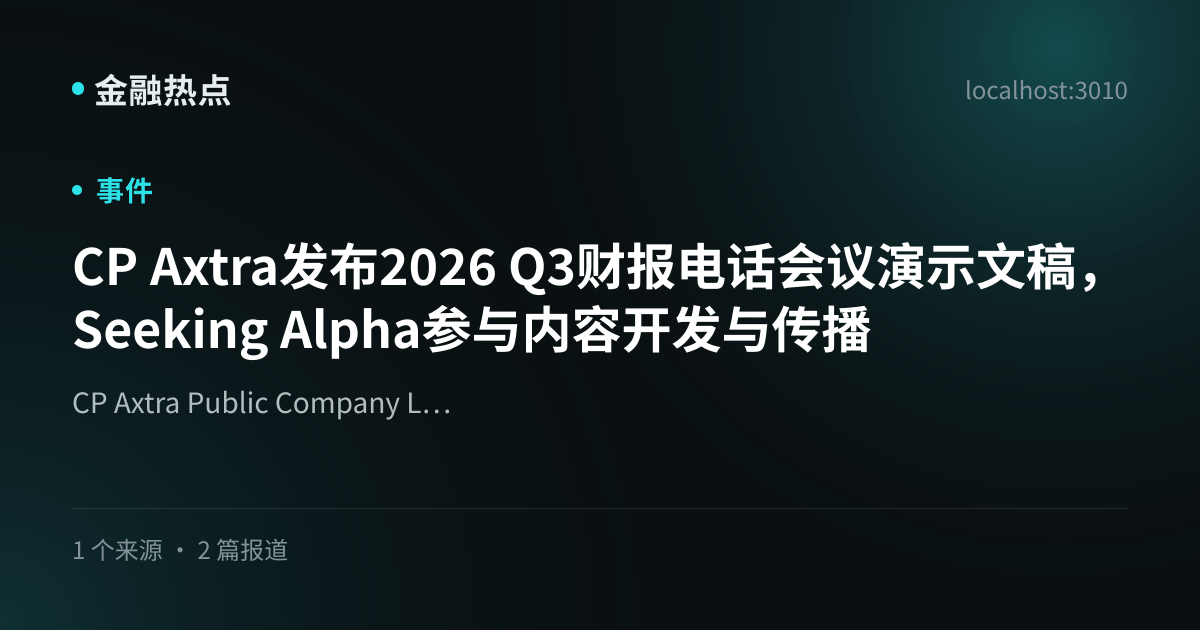 金融热点
localhost:3010
事件
CP Axtra发布2026 Q3财报电话会议演示文稿，
Seeking Alpha参与内容开发与传播
CP Axtra Public Company L…
1 个来源 · 2 篇报道